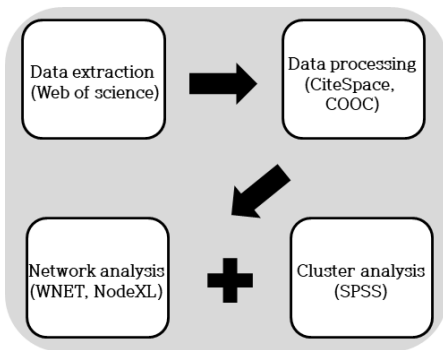 Data extraction
(Web of science)
Data processing
(CiteSpace,
COOC)
Network analysis
(WNET, NodeXL)
Cluster analysis
(SPSS)